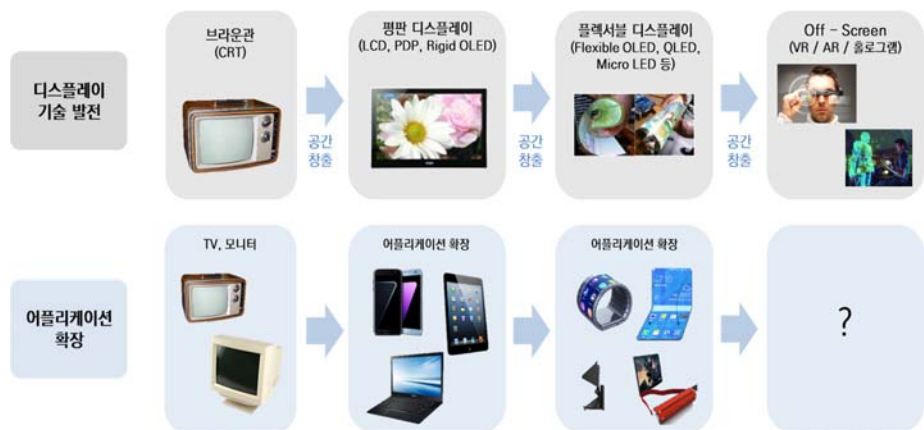 디스플레이
기술 발전
브라운관
(CRT)
공간
창출
평판 디스플레이
(LCD, PDP, Rigid OLED)
공간
창출
플렉서블 디스플레이
(Flexible OLED, QLED,
Micro LED 등)
공간
창출
Off – Screen
(VR / AR / 홀로그램)
어플리케이션
확장
TV, 모니터
어플리케이션 확장
어플리케이션 확장
?